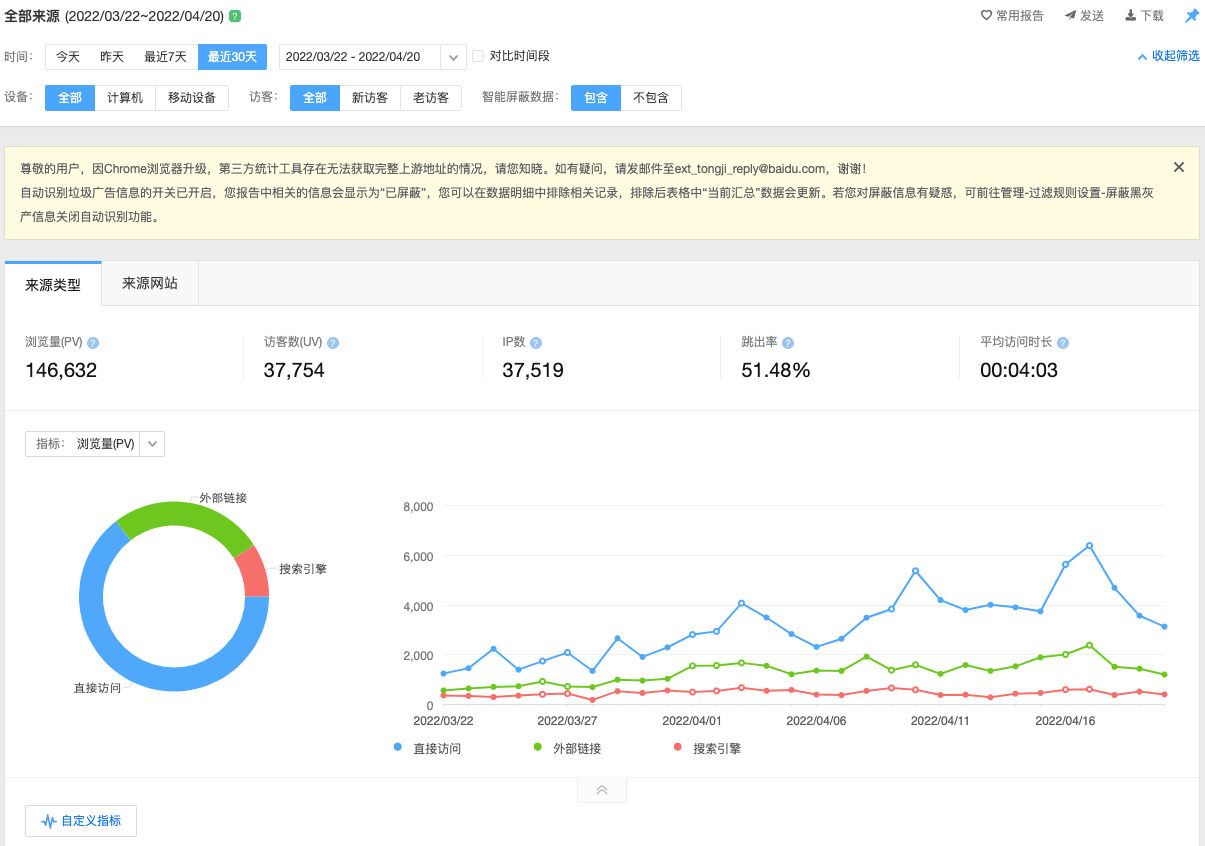 全部来源 (2022/03/22~2022/04/20) ? 常用报告 发送 下载
时间： 今天 昨天 最近7天 最近30天 2022/03/22 - 2022/04/20 对比时间段 收起筛选
设备： 全部 计算机 移动设备 访客： 全部 新访客 老访客 智能屏蔽数据： 包含 不包含
尊敬的用户，因Chrome浏览器升级，第三方统计工具存在无法获取完整上游地址的情况，请您知晓。如有疑问，请发邮件至ext_tongji_reply@baidu.com，谢谢！
自动识别垃圾广告信息的开关已开启，您报告中相关的信息会显示为“已屏蔽”，您可以在数据明细中排除相关记录，排除后表格中“当前汇总”数据会更新。若您对屏蔽信息有疑惑，可前往管理-过滤规则设置-屏蔽黑灰
产信息关闭自动识别功能。
来源类型 来源网站
浏览量(PV) ? 访客数(UV) ? IP数 ? 跳出率 ? 平均访问时长 ?
146,632 37,754 37,519 51.48% 00:04:03
指标： 浏览量(PV)
外部链接
搜索引擎
直接访问
8,000
6,000
4,000
2,000
0
2022/03/22 2022/03/27 2022/04/01 2022/04/06 2022/04/11 2022/04/16
直接访问 外部链接 搜索引擎
自定义指标